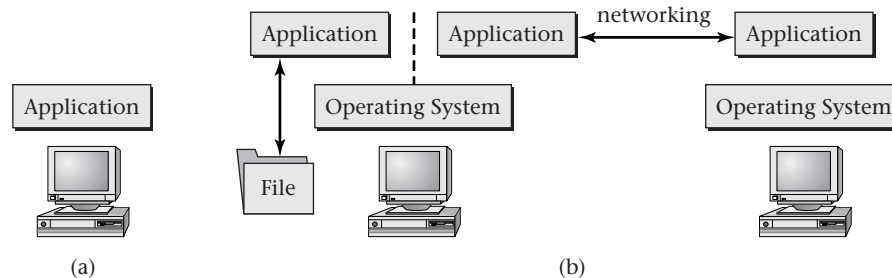 networking
Application
Application
Application
Application
Operating System
Operating System
File
(a)
(b)